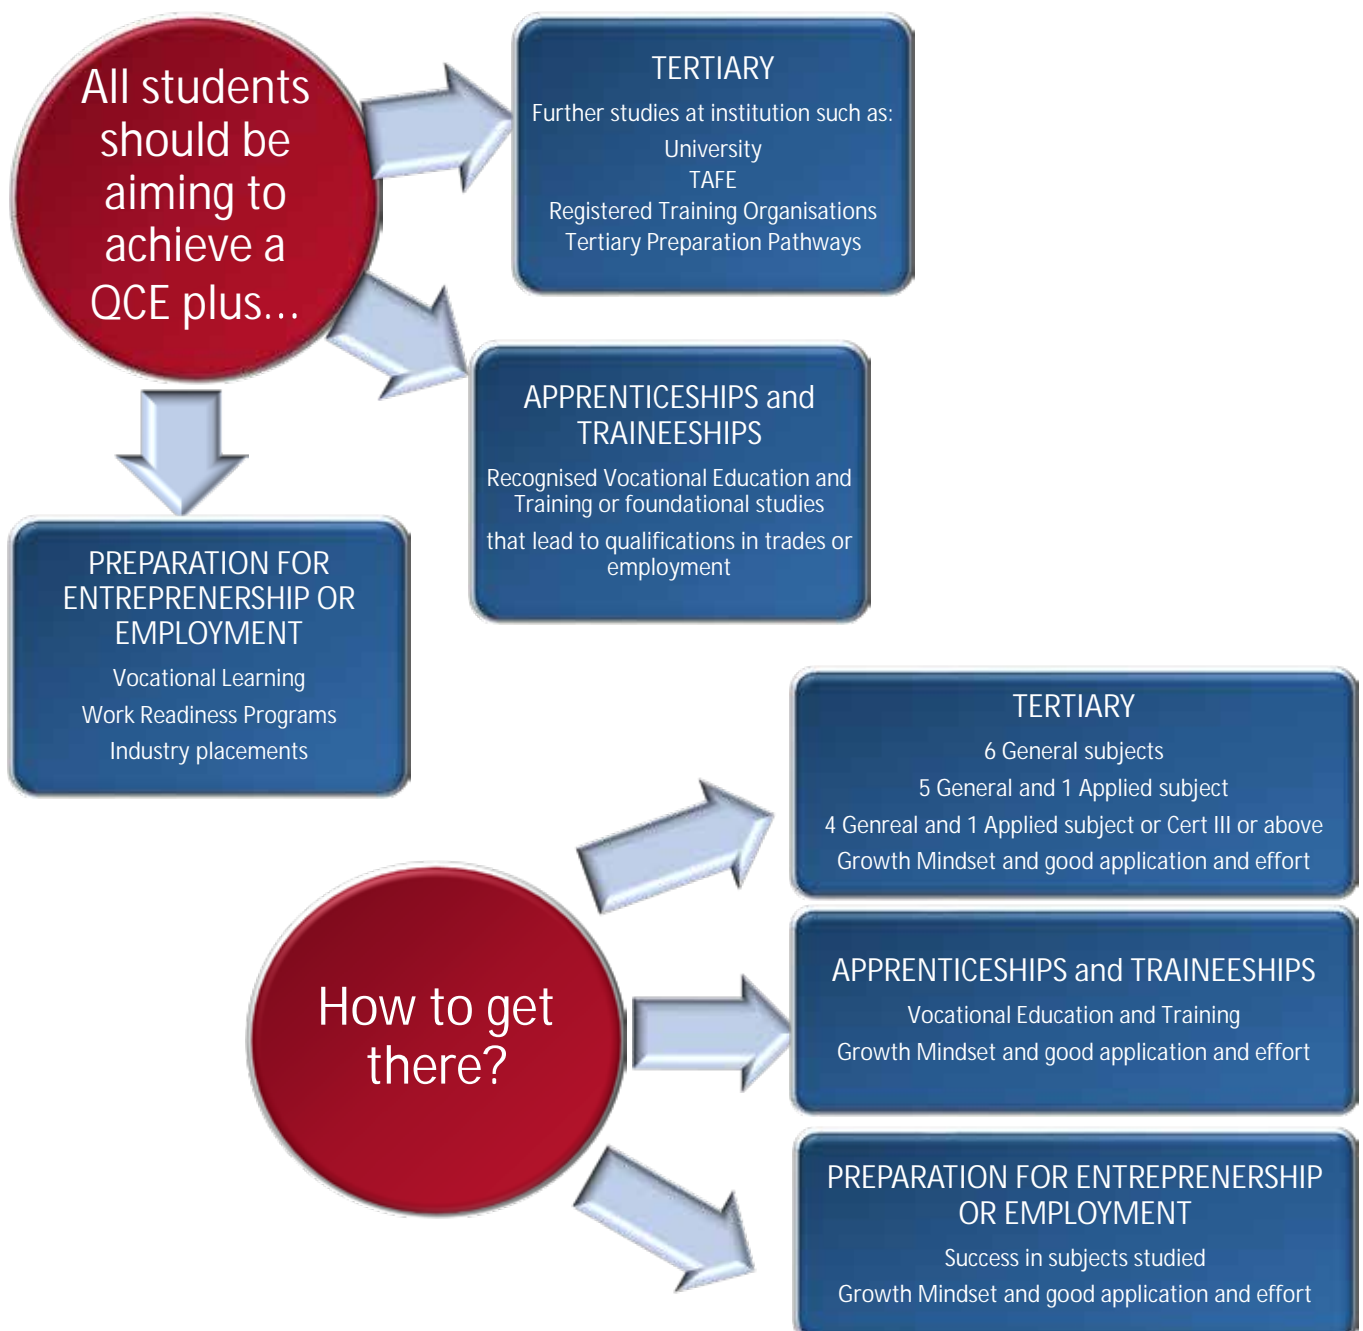 All students
should be
aiming to
achieve a
QCE plus...
TERTIARY
Further studies at institution such as:
University
TAFE
Registered Training Organisations
Tertiary Preparation Pathways
APPRENTICESHIPS and
TRAINEESHIPS
Recognised Vocational Education and
Training or foundational studies
that lead to qualifications in trades or
employment
PREPARATION FOR
ENTREPRENERSHIP OR
EMPLOYMENT
Vocational Learning
Work Readiness Programs
Industry placements
How to get
there?
TERTIARY
6 General subjects
5 General and 1 Applied subject
4 Genreal and 1 Applied subject or Cert III or above
Growth Mindset and good application and effort
APPRENTICESHIPS and TRAINEESHIPS
Vocational Education and Training
Growth Mindset and good application and effort
PREPARATION FOR ENTREPRENERSHIP
OR EMPLOYMENT
Success in subjects studied
Growth Mindset and good application and effort